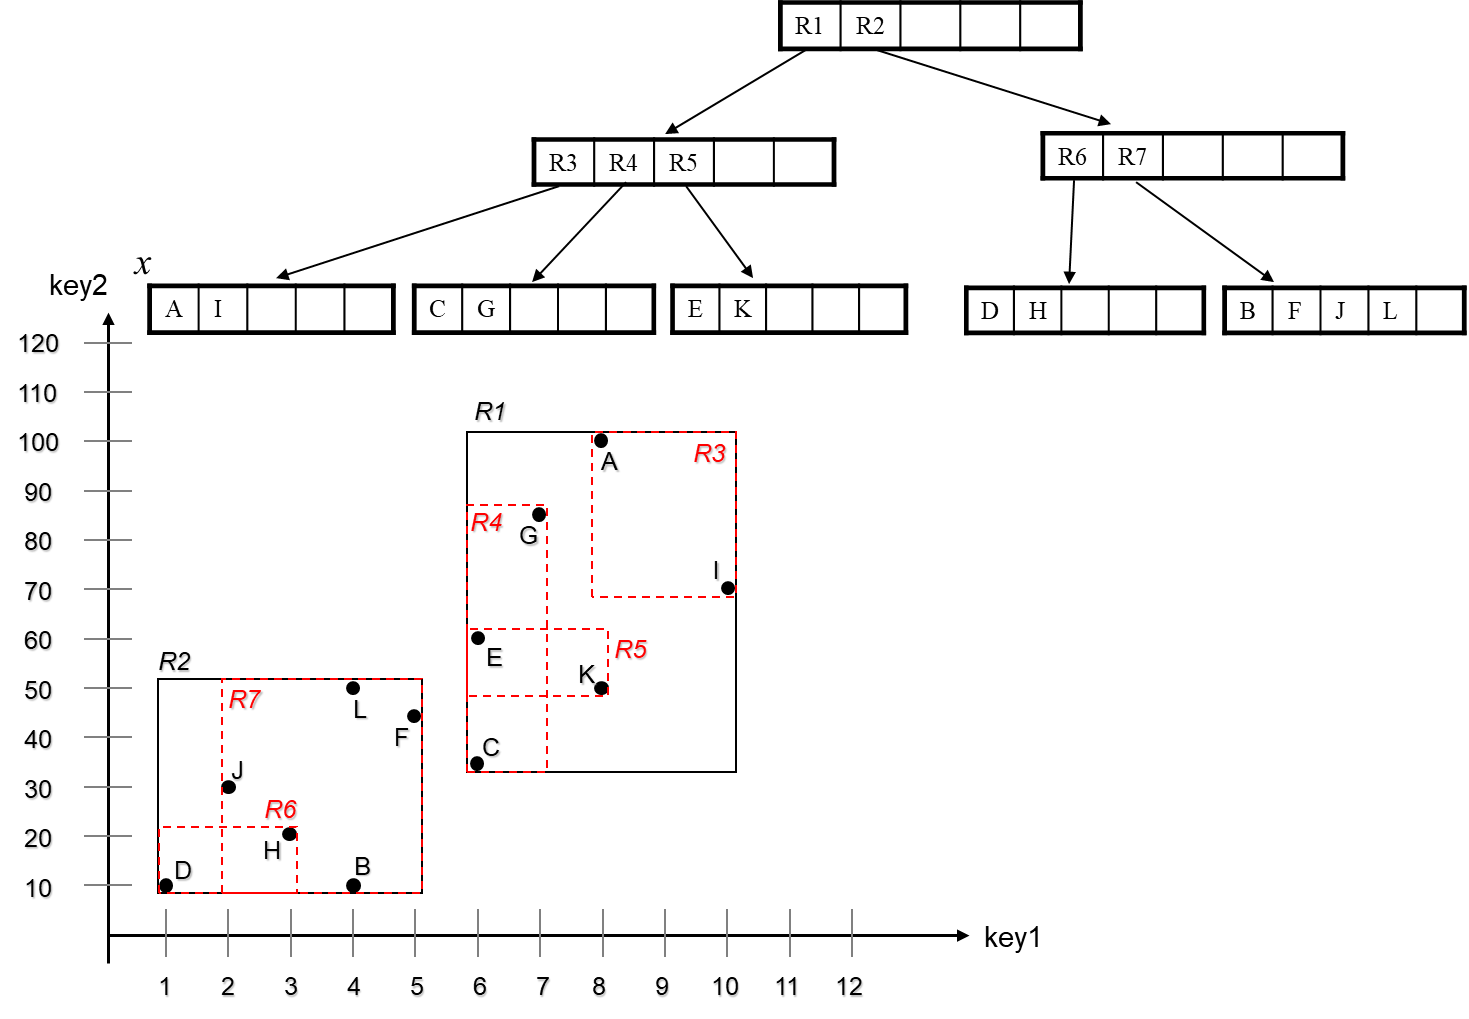 R1 R2
R3 R4 R5
R6 R7
x
key2
A I
C G
E K
D H
B F J L
120
110
100
90
80
70
60
50
40
30
20
10
R1
A
R3
R4
G
I
E
R5
K
C
R2
R7
L
F
J
R6
H
D
B
key1
1 2 3 4 5 6 7 8 9 10 11 12